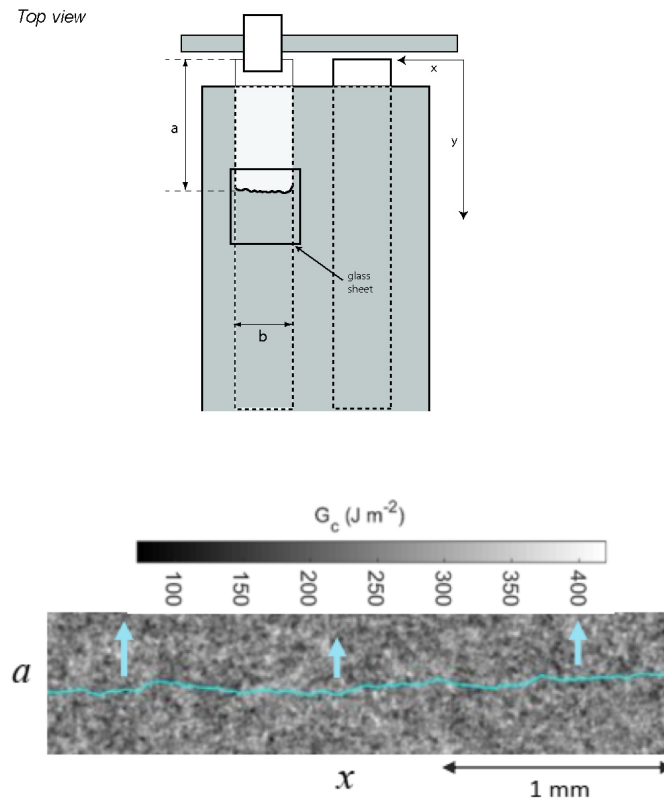 Top view
x
a
y
glass
sheet
b
G_c (J m^-2)
100 150 200 250 300 350 400
a
x
1 mm